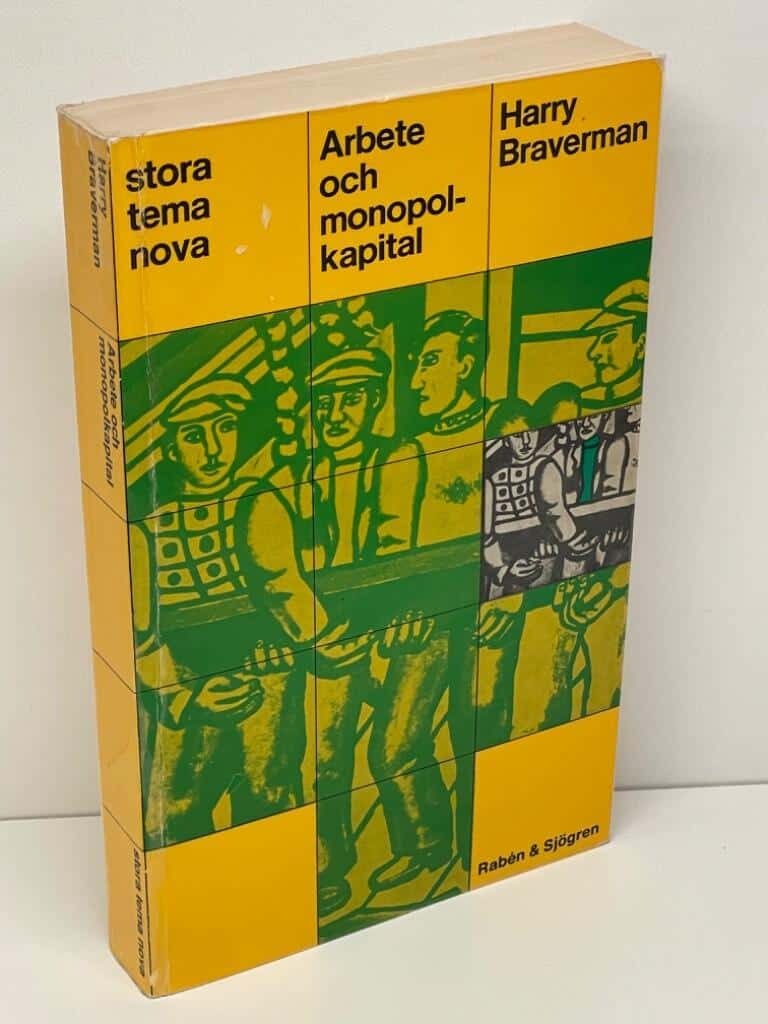 stora
tema
nova
Arbete
och
monopol-
kapital
Harry
Braverman
Rabén & Sjögren
Harry
Braverman
Arbete och
monopolkapital
stora tema nova